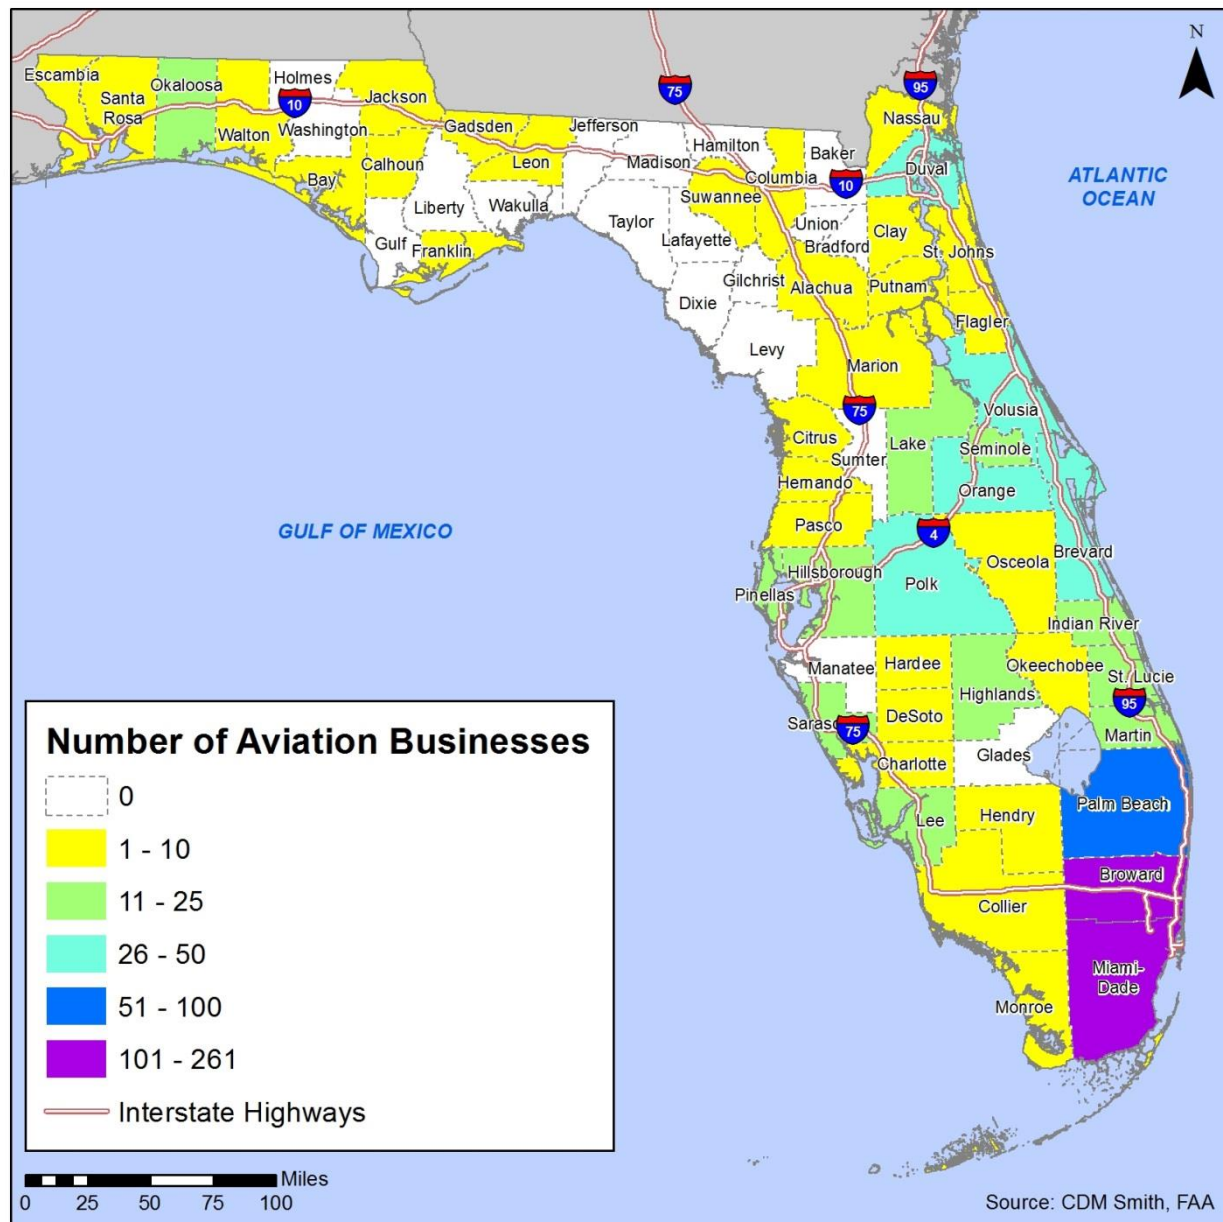 N
75
95
Escambia
Okaloosa
Holmes
Santa
Rosa
10
Jackson
Nassau
Walton
Washington
Gadsden
Jefferson
Hamilton
Calhoun
Leon
Madison
Columbia
Baker
10
Duval
ATLANTIC
OCEAN
Bay
Liberty
Wakulla
Suwannee
Taylor
Union
Bradford
Clay
Gulf
Franklin
Lafayette
St. Johns
Gilchrist
Alachua
Putnam
Dixie
Flagler
Levy
Marion
75
Volusia
Citrus
Lake
Sumter
Seminole
Hernando
Orange
Pasco
GULF OF MEXICO
4
Osceola
Brevard
Hillsborough
Pinellas
Polk
Indian River
Manatee
Hardee
Okeechobee
Highlands
St. Lucie
95
DeSoto
Saraso
75
Martin
Glades
Charlotte
Palm Beach
Lee
Hendry
Broward
Collier
Miami-
Dade
Monroe
Number of Aviation Businesses
0
1 - 10
11 - 25
26 - 50
51 - 100
101 - 261
Interstate Highways
Miles
0 25 50 75 100
Source: CDM Smith, FAA